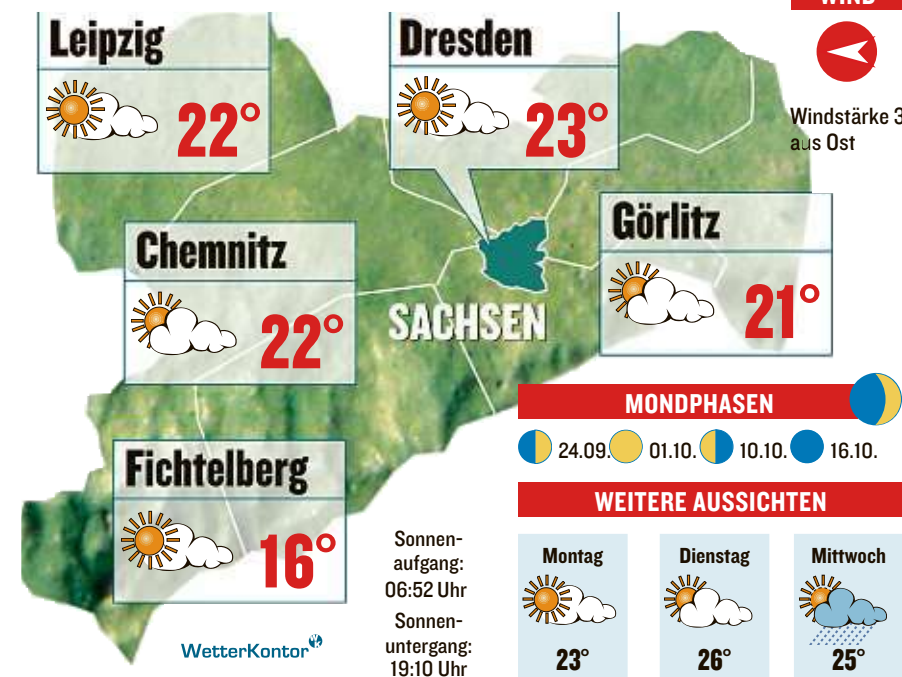 WIND
Windstärke 3
aus Ost
Leipzig
22°
Dresden
23°
Chemnitz
22°
Görlitz
21°
SACHSEN
Fichtelberg
16°
MONDPHASEN
24.09. 01.10. 10.10. 16.10.
WEITERE AUSSICHTEN
Montag
23°
Dienstag
26°
Mittwoch
25°
Sonnen-
aufgang:
06:52 Uhr
Sonnen-
untergang:
19:10 Uhr
WetterKontor